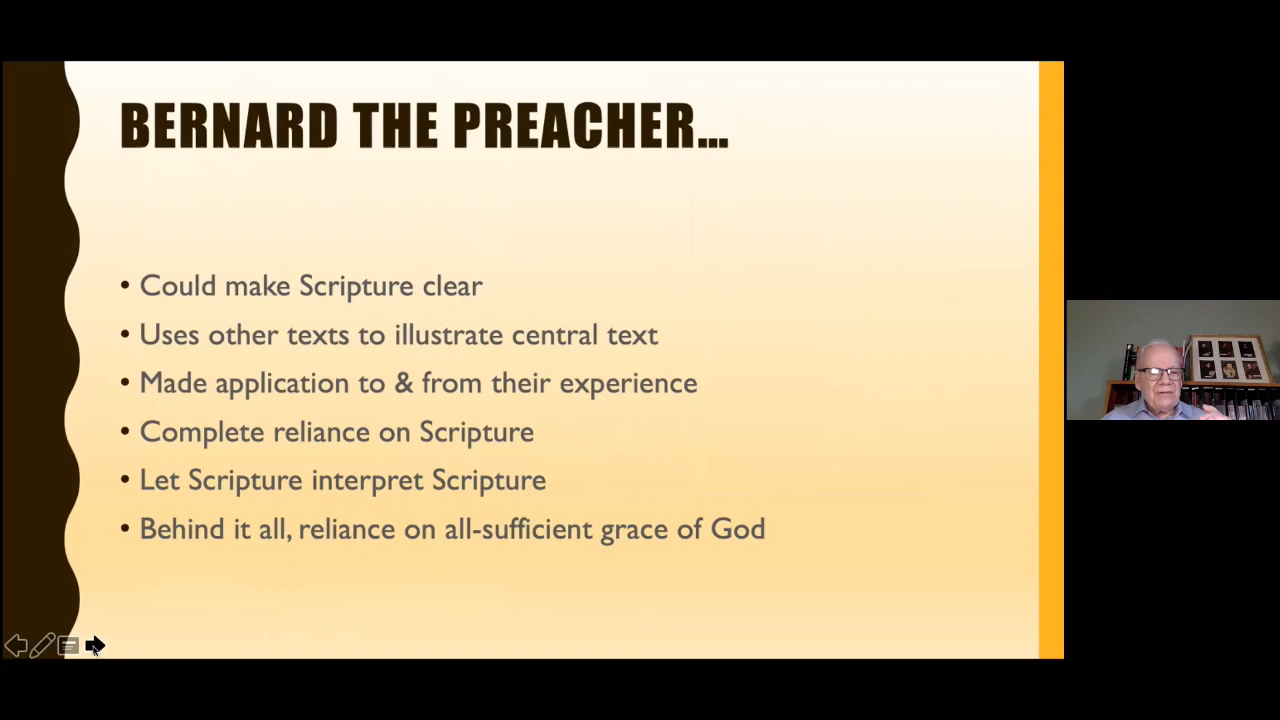 BERNARD THE PREACHER…
• Could make Scripture clear
• Uses other texts to illustrate central text
• Made application to & from their experience
• Complete reliance on Scripture
• Let Scripture interpret Scripture
• Behind it all, reliance on all-sufficient grace of God